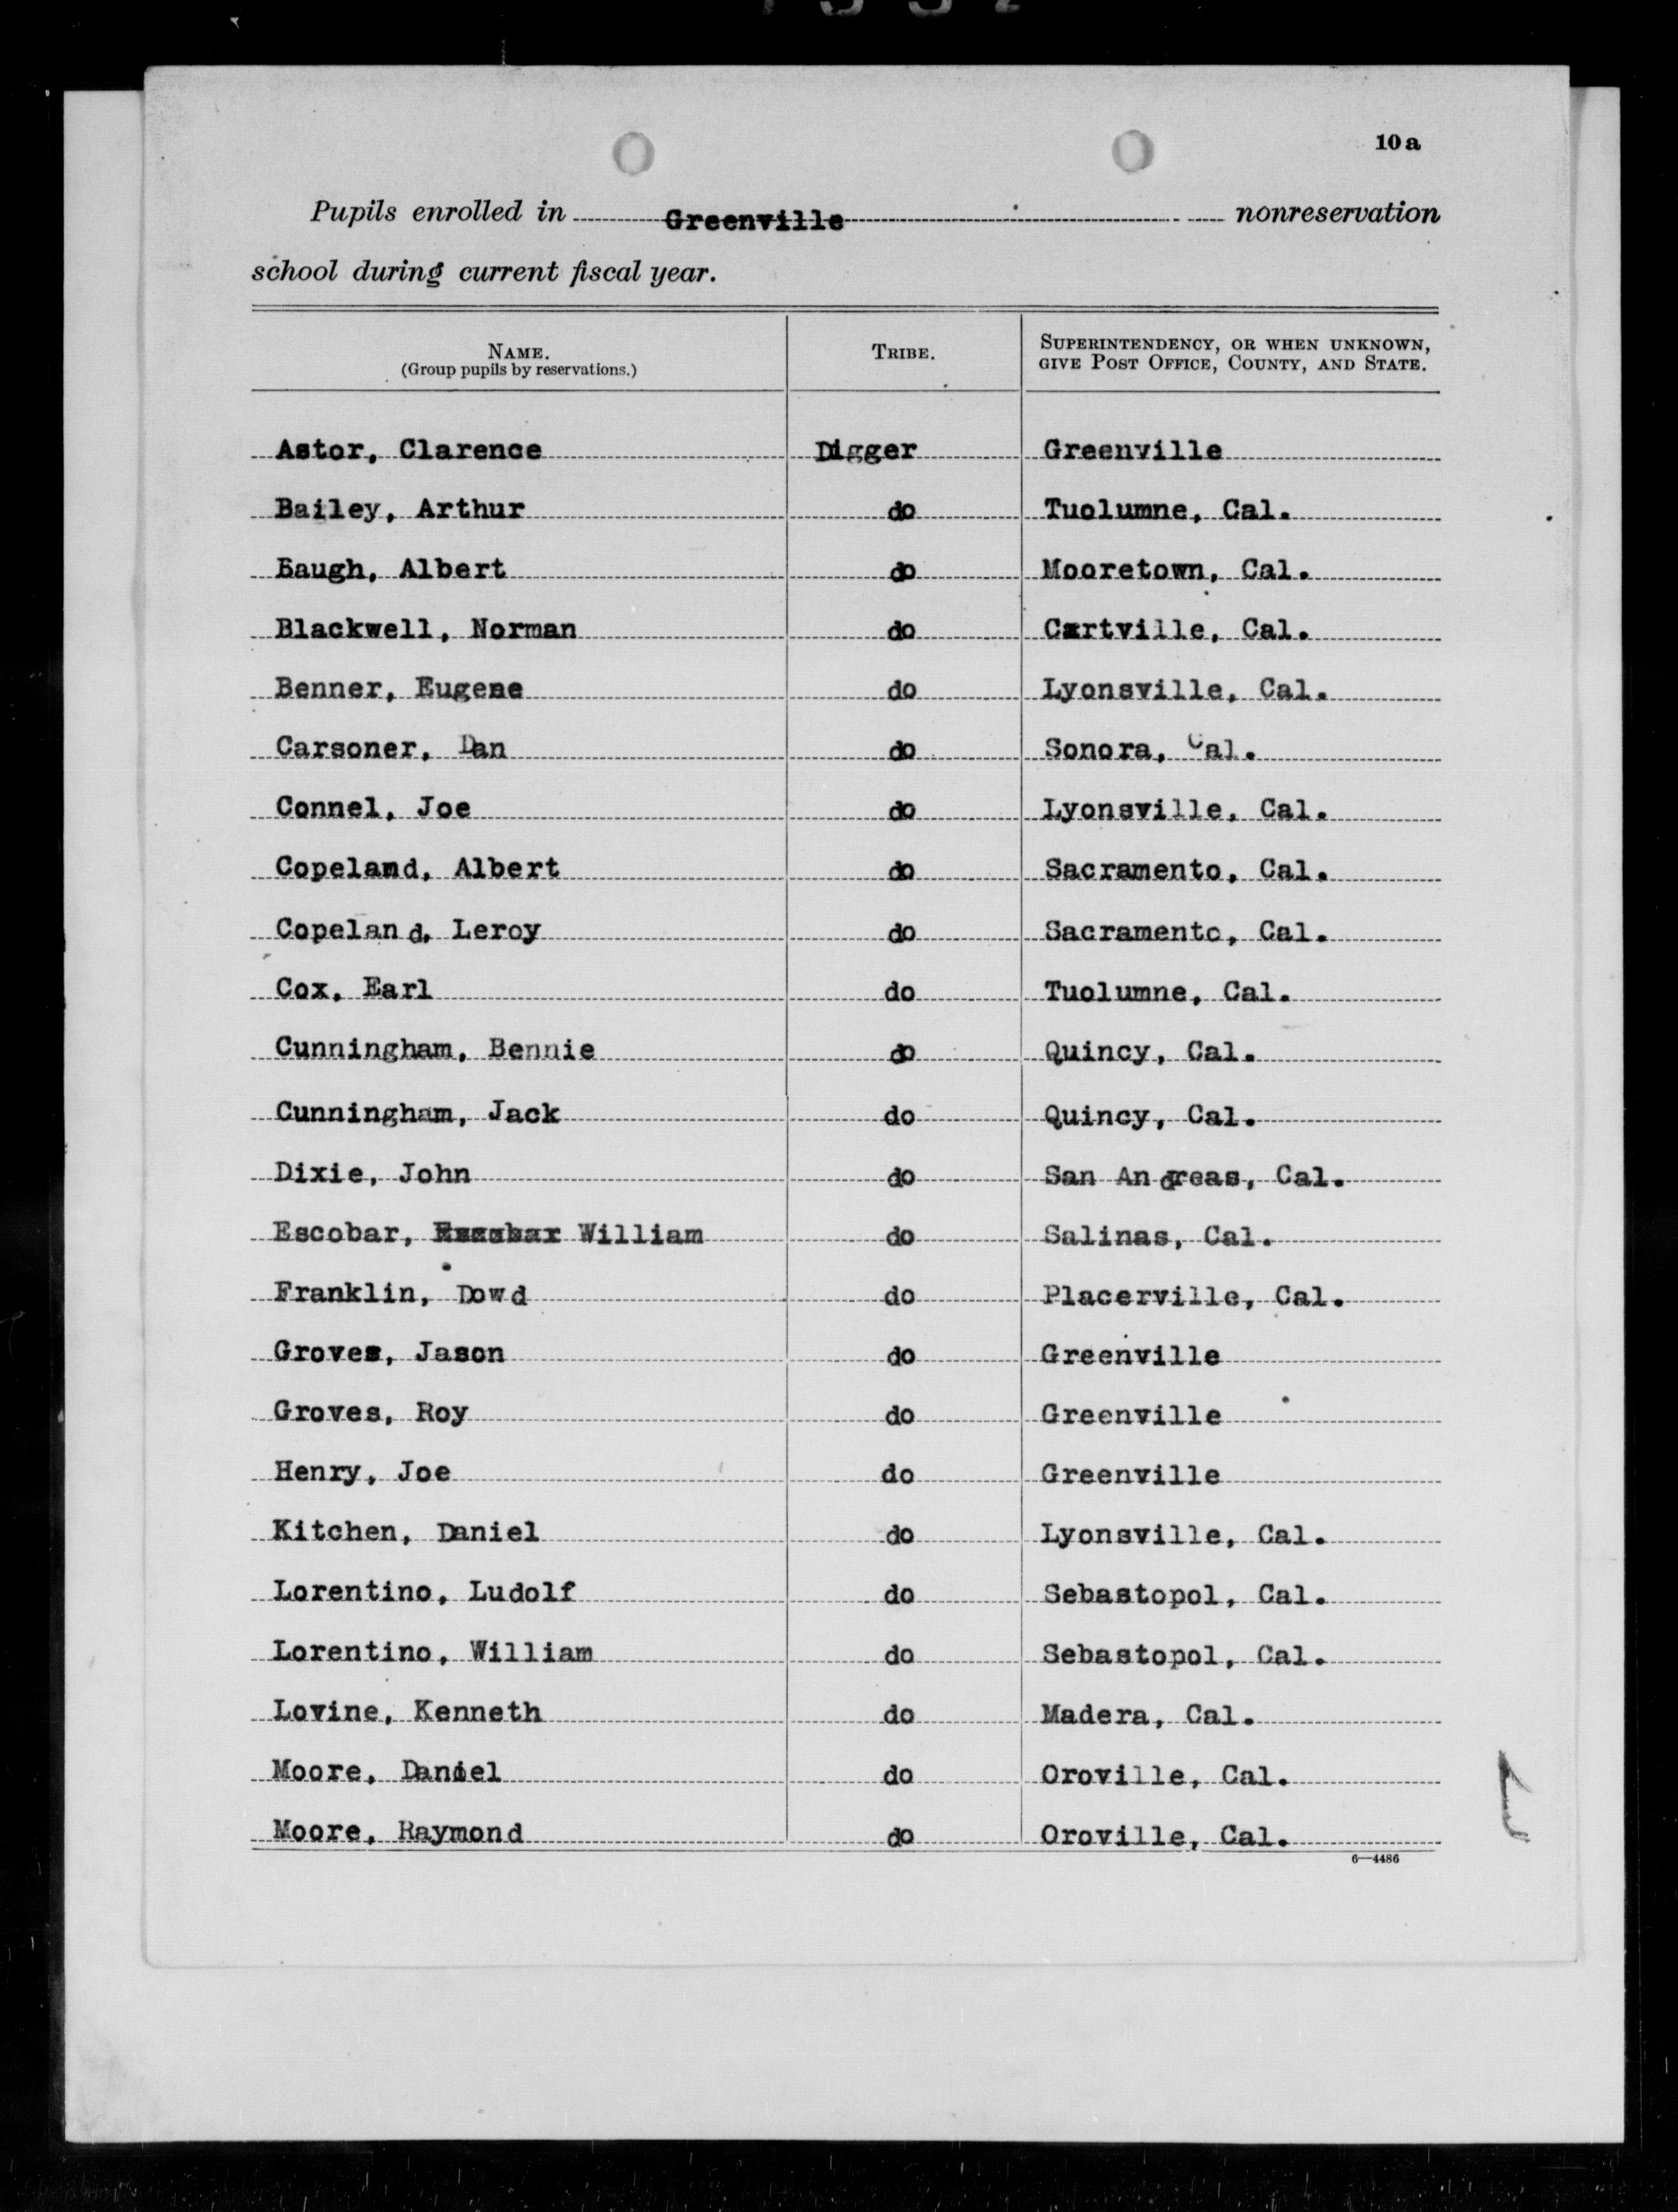 10a
Pupils enrolled in Greenville nonreservation
school during current fiscal year.
NAME. TRIBE. SUPERINTENDENCY, OR WHEN UNKNOWN,
(Group pupils by reservations.) GIVE POST OFFICE, COUNTY, AND STATE.
Astor, Clarence Digger Greenville
Bailey, Arthur do Tuolumne, Cal.
Baugh, Albert do Mooretown, Cal.
Blackwell, Norman do Cartville, Cal.
Benner, Eugene do Lyonsville, Cal.
Carsoner, Dan do Sonora, Cal.
Connel, Joe do Lyonsville, Cal.
Copeland, Albert do Sacramento, Cal.
Copeland, Leroy do Sacramento, Cal.
Cox, Earl do Tuolumne, Cal.
Cunningham, Bennie do Quincy, Cal.
Cunningham, Jack do Quincy, Cal.
Dixie, John do San Andreas, Cal.
Escobar, William do Salinas, Cal.
Franklin, Dowd do Placerville, Cal.
Groves, Jason do Greenville
Groves, Roy do Greenville
Henry, Joe do Greenville
Kitchen, Daniel do Lyonsville, Cal.
Lorentino, Ludolf do Sebastopol, Cal.
Lorentino, William do Sebastopol, Cal.
Lovine, Kenneth do Madera, Cal.
Moore, Daniel do Oroville, Cal.
Moore, Raymond do Oroville, Cal.
6—4486